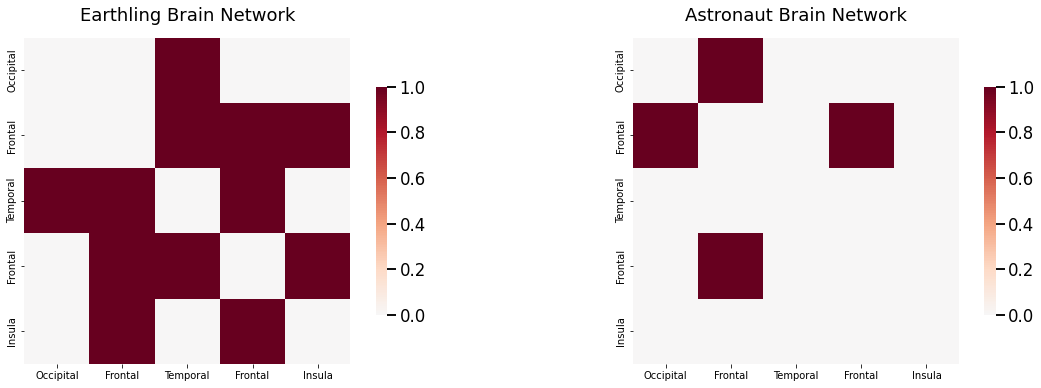 Earthling Brain Network
Occipital
Frontal
Temporal
Frontal
Insula
Occipital Frontal Temporal Frontal Insula
1.0
0.8
0.6
0.4
0.2
0.0
Astronaut Brain Network
Occipital
Frontal
Temporal
Frontal
Insula
Occipital Frontal Temporal Frontal Insula
1.0
0.8
0.6
0.4
0.2
0.0